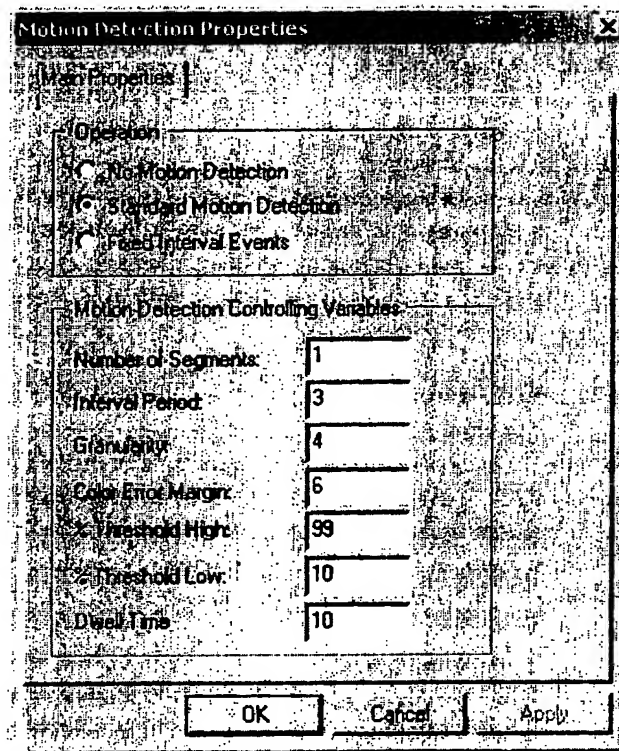 Motion Detection Properties
Main Properties
Operation
No Motion Detection
Standard Motion Detection
Fixed Interval Events
Motion Detection Controlling Variables
Number of Segments: 1
Interval Period: 3
Granularity: 4
Color Error Margin: 6
% Threshold High: 99
% Threshold Low: 10
Dwell Time 10
OK Cancel Apply